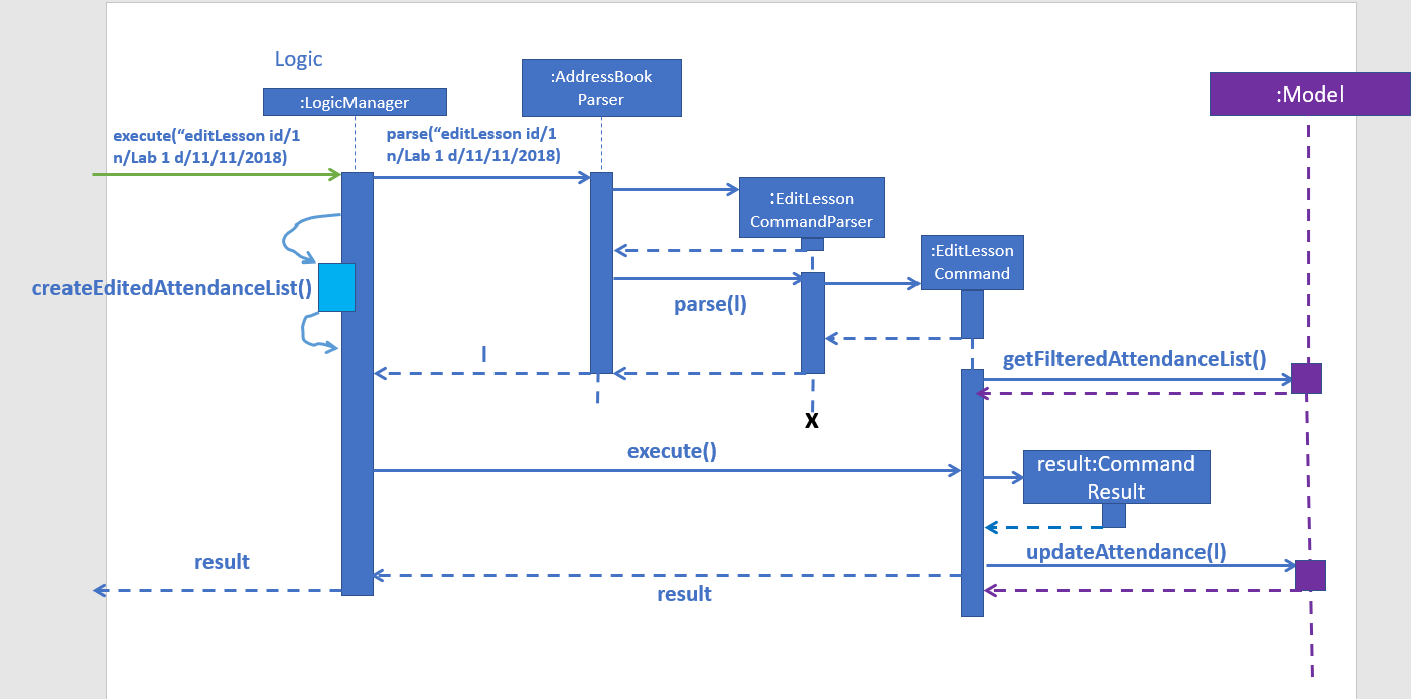 Logic
:LogicManager
:AddressBook
Parser
:Model
execute(“editLesson id/1
n/Lab 1 d/11/11/2018)
parse(“editLesson id/1
n/Lab 1 d/11/11/2018)
:EditLesson
CommandParser
:EditLesson
Command
createEditedAttendanceList()
parse(l)
l
getFilteredAttendanceList()
X
execute()
result:Command
Result
updateAttendance(l)
result
result